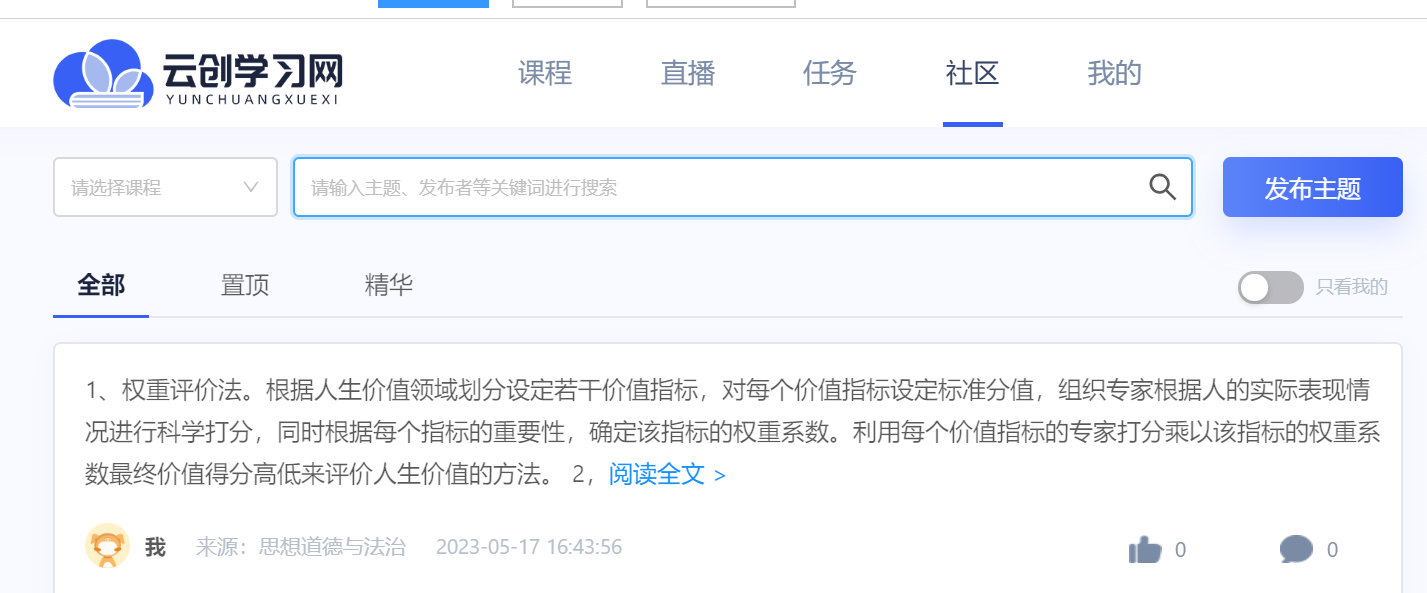 云创学习网
YUNCHUANGXUEXI
课程 直播 任务 社区 我的
请选择课程 请输入主题、发布者等关键词进行搜索 发布主题
全部 置顶 精华 只看我的
1、权重评价法。根据人生价值领域划分设定若干价值指标，对每个价值指标设定标准分值，组织专家根据人的实际表现情
况进行科学打分，同时根据每个指标的重要性，确定该指标的权重系数。利用每个价值指标的专家打分乘以该指标的权重系
数最终价值得分高低来评价人生价值的方法。 2，阅读全文 >
我 来源：思想道德与法治 2023-05-17 16:43:56 0 0